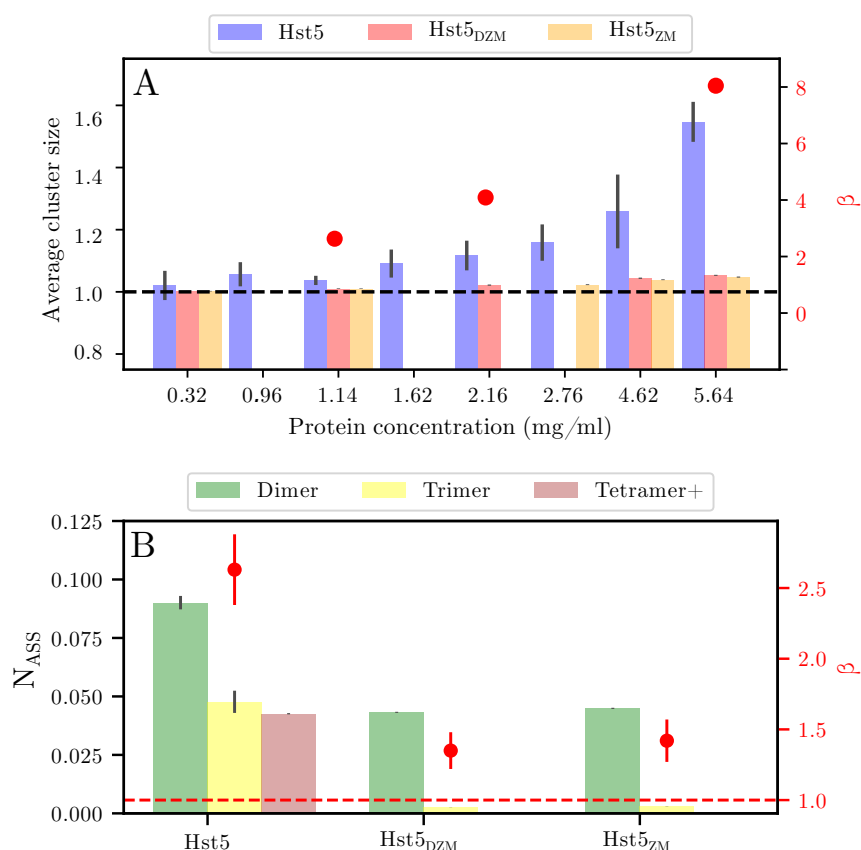 Hst5 Hst5DZM Hst5ZM
A
Average cluster size
1.6
1.4
1.2
1.0
0.8
8
6
4
2
0
β
0.32 0.96 1.14 1.62 2.16 2.76 4.62 5.64
Protein concentration (mg/ml)
Dimer Trimer Tetramer+
B
NASS
0.125
0.100
0.075
0.050
0.025
0.000
2.5
2.0
1.5
1.0
β
Hst5 Hst5DZM Hst5ZM